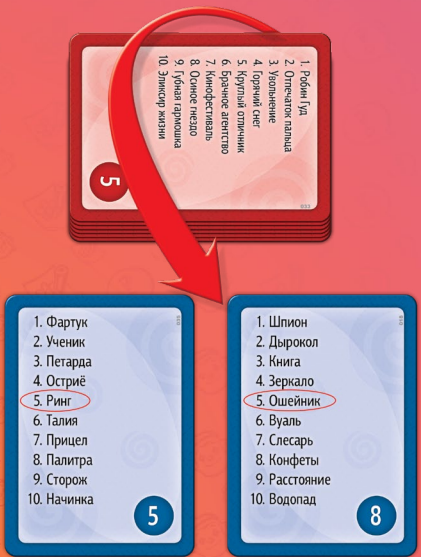 1. Робин Гуд
2. Отпечаток пальца
3. Увольнение
4. Горячий снег
5. Круглый отличник
6. Брачное агентство
7. Кинофестиваль
8. Осиное гнездо
9. Губная гармошка
10. Эликсир жизни
5
1. Фартук
2. Ученик
3. Петарда
4. Остриё
5. Ринг
6. Талия
7. Прицел
8. Палитра
9. Сторож
10. Начинка
5
1. Шпион
2. Дырокол
3. Книга
4. Зеркало
5. Ошейник
6. Вуаль
7. Слесарь
8. Конфеты
9. Расстояние
10. Водопад
8